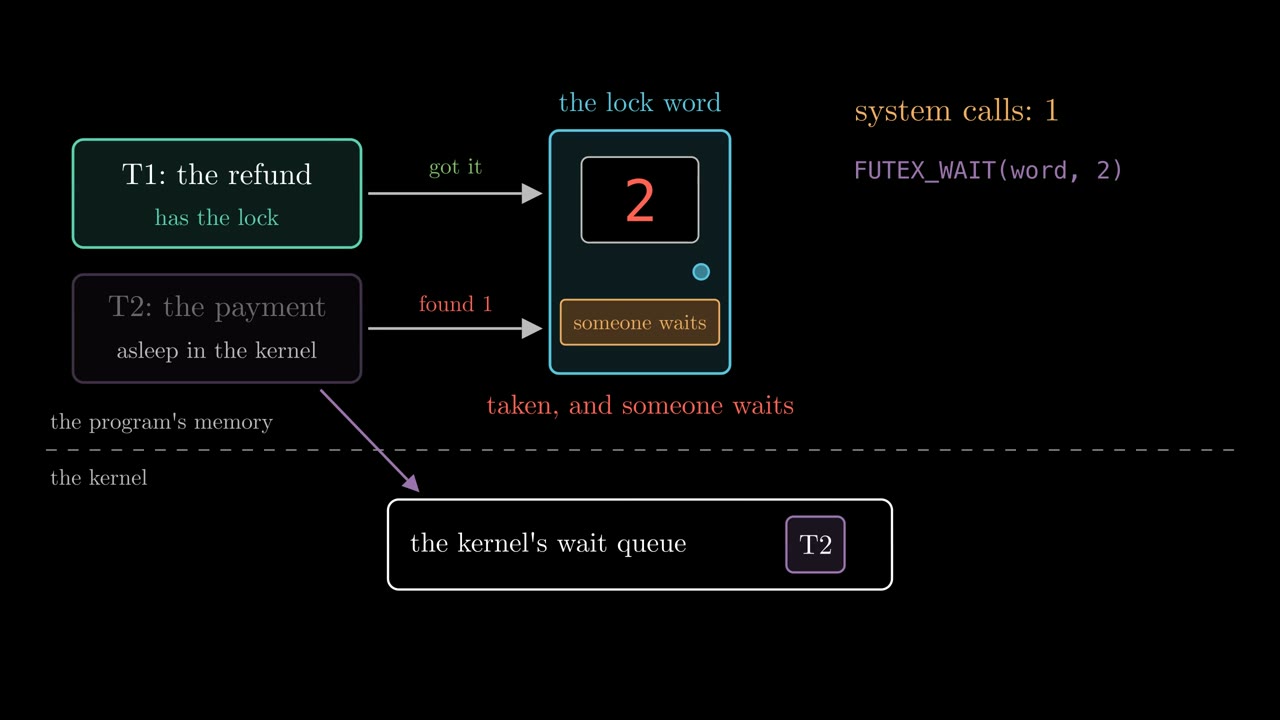 the lock word
system calls: 1
T1: the refund
has the lock
got it
2
FUTEX_WAIT(word, 2)
T2: the payment
asleep in the kernel
found 1
someone waits
taken, and someone waits
the program's memory
the kernel
the kernel's wait queue
T2